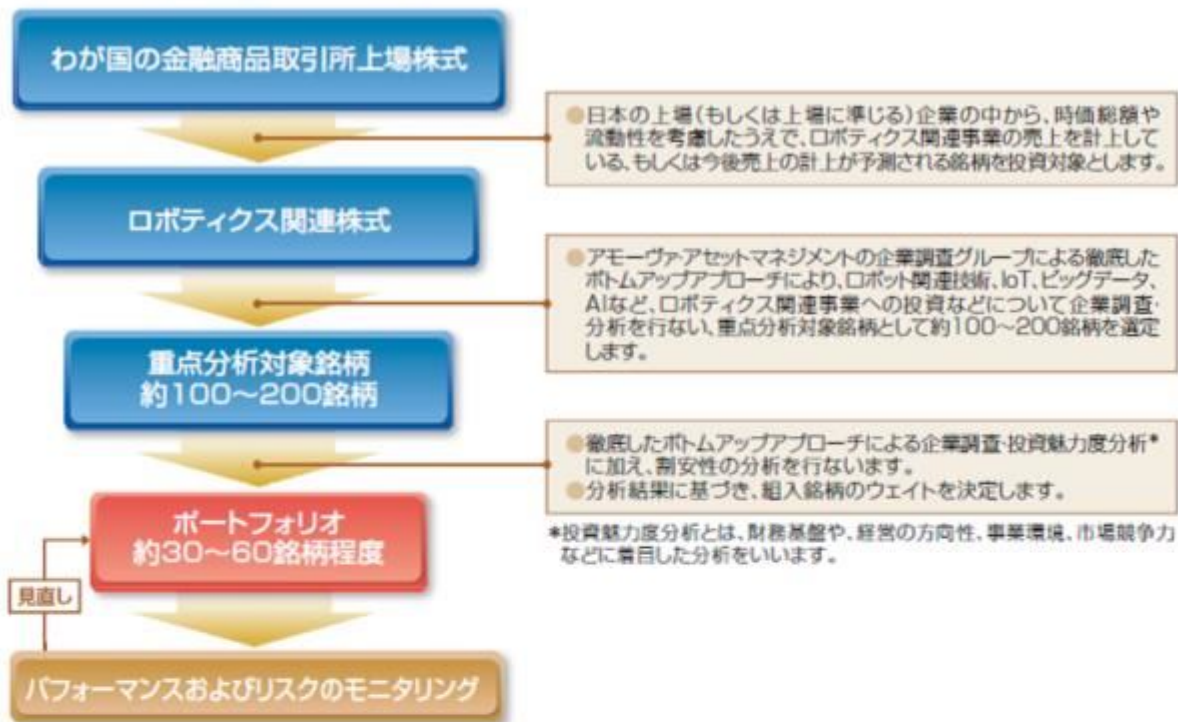 わが国の金融商品取引所上場株式
●日本の上場(もしくは上場に準じる)企業の中から、時価総額や
流動性を考慮したうえで、ロボティクス関連事業の売上を計上して
いる、もしくは今後売上の計上が予測される銘柄を投資対象とします。
ロボティクス関連株式
●アモーヴァ・アセットマネジメントの企業調査グループによる徹底した
ボトムアップアプローチにより、ロボット関連技術、IoT、ビッグデータ、
AIなど、ロボティクス関連事業への投資などについて企業調査・
分析を行ない、重点分析対象銘柄として約100～200銘柄を選定
します。
重点分析対象銘柄
約100～200銘柄
●徹底したボトムアップアプローチによる企業調査・投資魅力度分析*
に加え、割安性の分析を行ないます。
●分析結果に基づき、組入銘柄のウェイトを決定します。
*投資魅力度分析とは、財務基盤や、経営の方向性、事業環境、市場競争力
などに着目した分析をいいます。
ポートフォリオ
約30～60銘柄程度
見直し
パフォーマンスおよびリスクのモニタリング